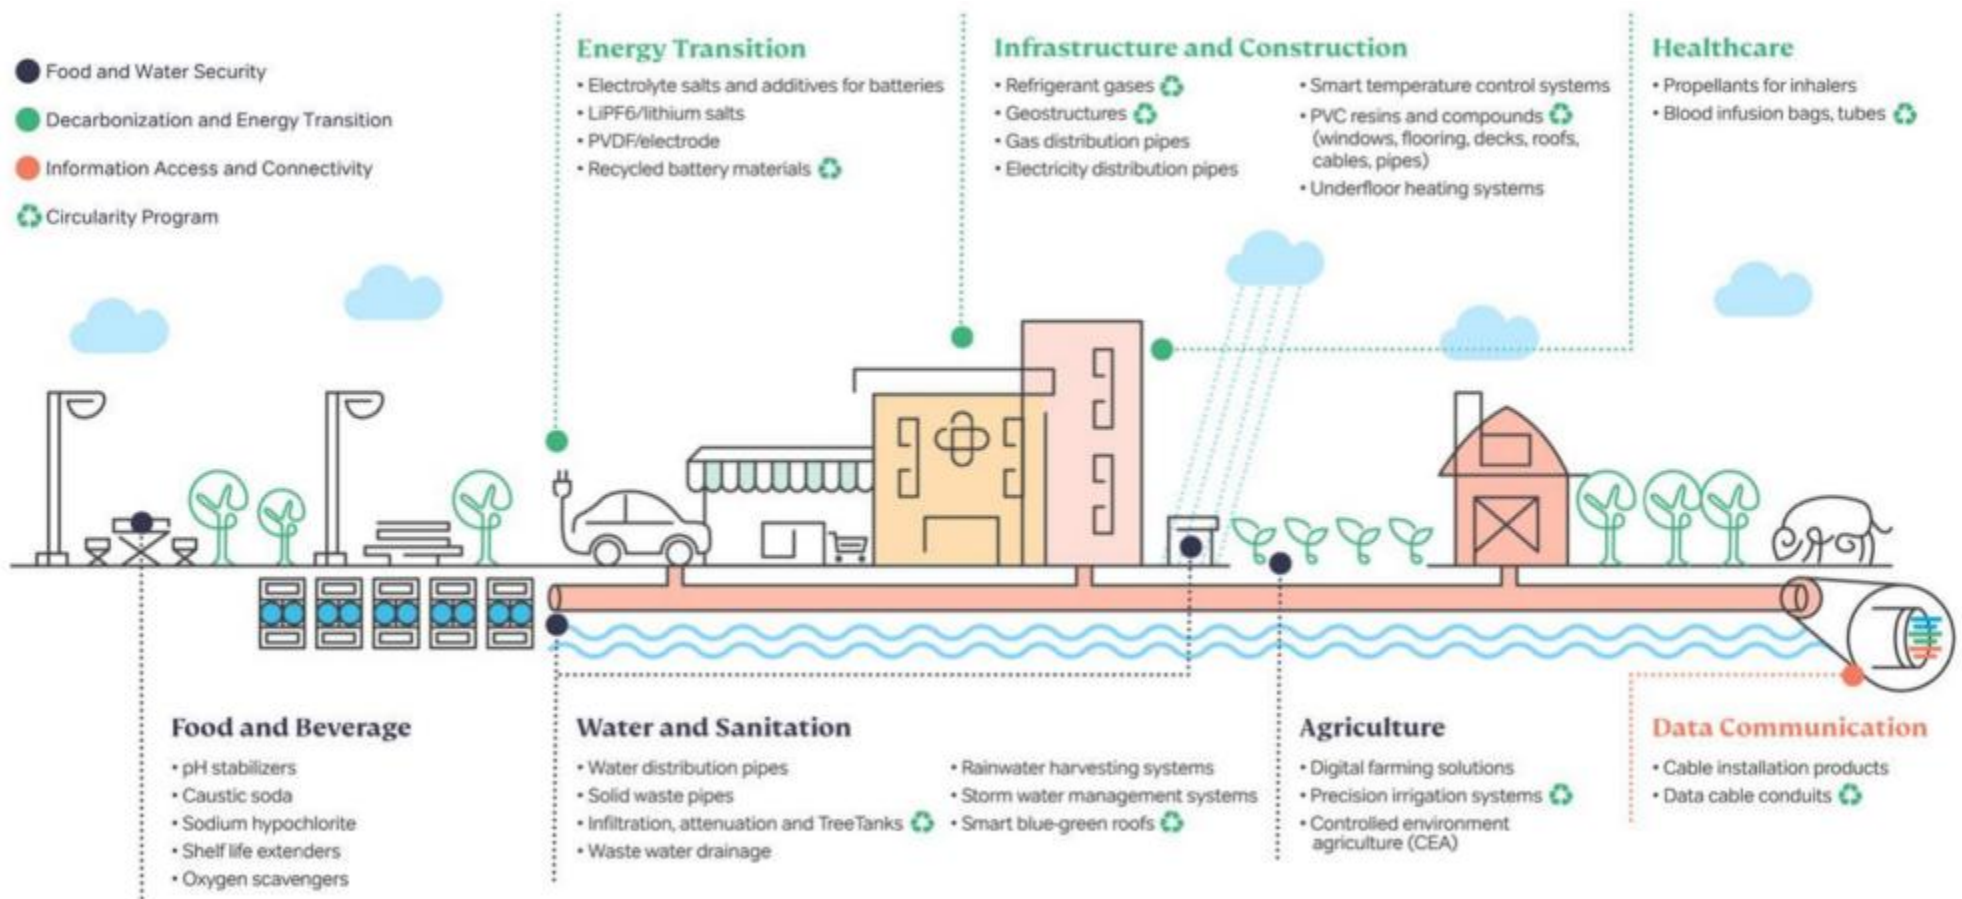 Food and Water Security
Decarbonization and Energy Transition
Information Access and Connectivity
Circularity Program
Energy Transition
• Electrolyte salts and additives for batteries
• LiPF6/lithium salts
• PVDF/electrode
• Recycled battery materials
Infrastructure and Construction
• Refrigerant gases
• Geostructures
• Gas distribution pipes
• Electricity distribution pipes
• Smart temperature control systems
• PVC resins and compounds
(windows, flooring, decks, roofs,
cables, pipes)
• Underfloor heating systems
Healthcare
• Propellants for inhalers
• Blood infusion bags, tubes
Food and Beverage
• pH stabilizers
• Caustic soda
• Sodium hypochlorite
• Shelf life extenders
• Oxygen scavengers
Water and Sanitation
• Water distribution pipes
• Solid waste pipes
• Infiltration, attenuation and TreeTanks
• Waste water drainage
• Rainwater harvesting systems
• Storm water management systems
• Smart blue-green roofs
Agriculture
• Digital farming solutions
• Precision irrigation systems
• Controlled environment
agriculture (CEA)
Data Communication
• Cable installation products
• Data cable conduits